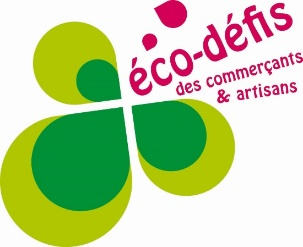 éco-défis
des commerçants
& artisans